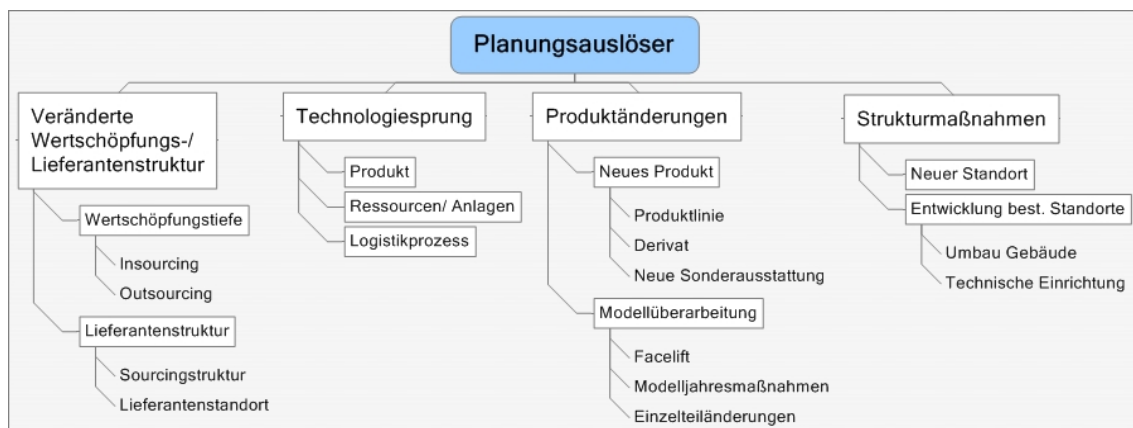 Planungsauslöser
Veränderte
Wertschöpfungs-/
Lieferantenstruktur
Wertschöpfungstiefe
Insourcing
Outsourcing
Lieferantenstruktur
Sourcingstruktur
Lieferantenstandort
Technologiesprung
Produkt
Ressourcen/ Anlagen
Logistikprozess
Produktänderungen
Neues Produkt
Produktlinie
Derivat
Neue Sonderausstattung
Modellüberarbeitung
Facelift
Modelljahresmaßnahmen
Einzelteiländerungen
Strukturmaßnahmen
Neuer Standort
Entwicklung best. Standorte
Umbau Gebäude
Technische Einrichtung